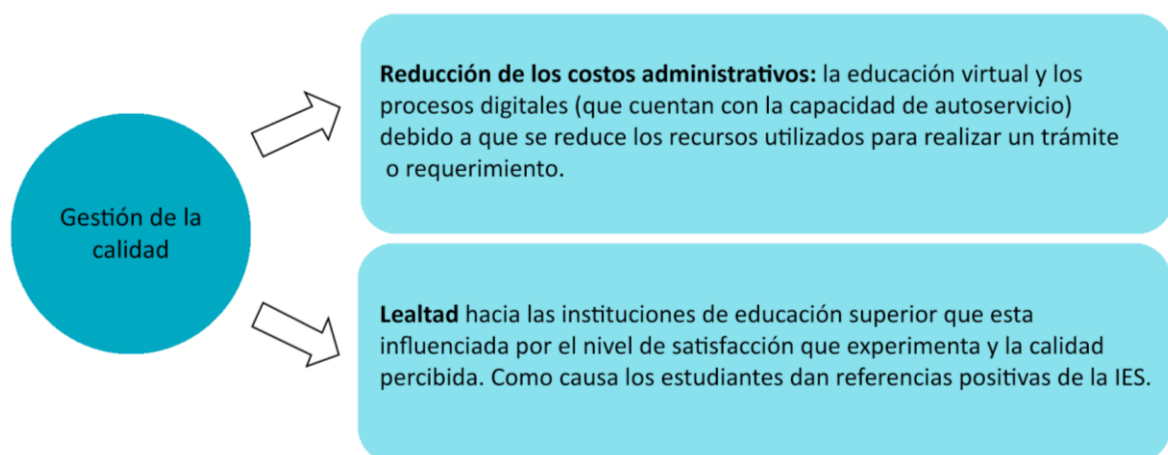 Gestión de la
calidad
Reducción de los costos administrativos: la educación virtual y los
procesos digitales (que cuentan con la capacidad de autoservicio)
debido a que se reduce los recursos utilizados para realizar un trámite
o requerimiento.
Lealtad hacia las instituciones de educación superior que esta
influenciada por el nivel de satisfacción que experimenta y la calidad
percibida. Como causa los estudiantes dan referencias positivas de la IES.